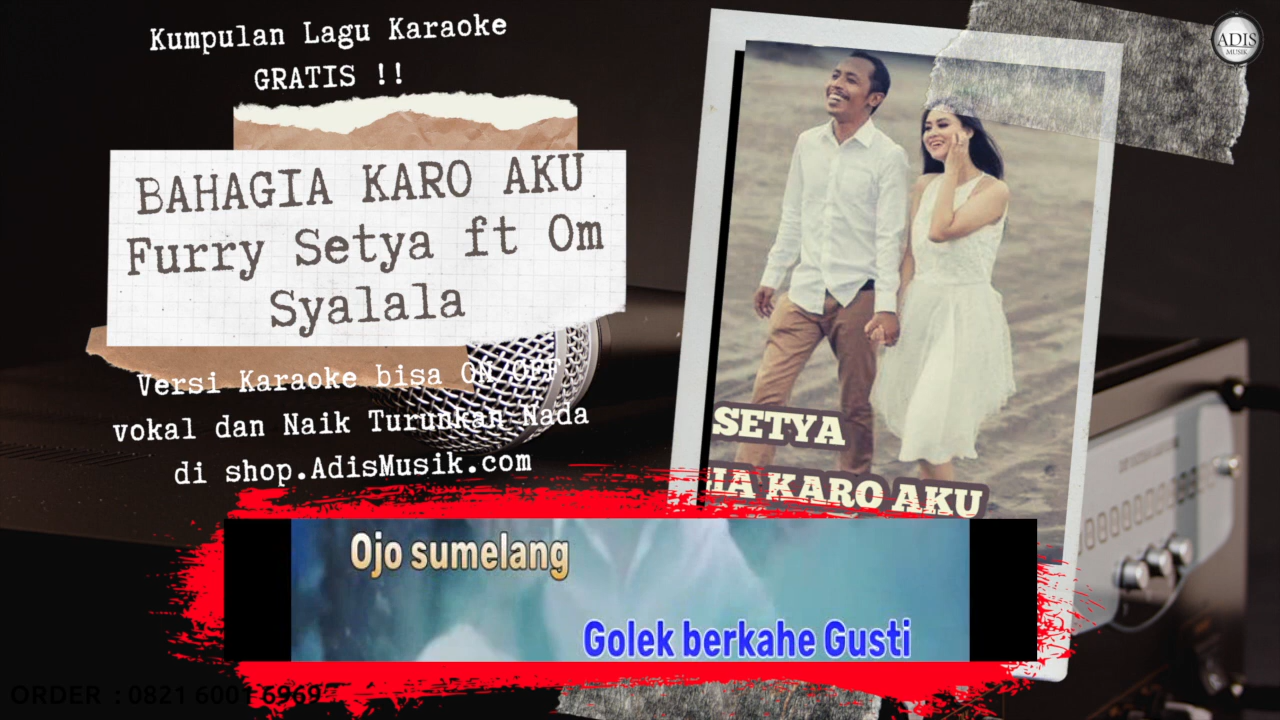 Kumpulan Lagu Karaoke
GRATIS !!
ADIS
MUSIK
BAHAGIA KARO AKU
Furry Setya ft Om
Syalala
Versi Karaoke bisa ON OFF
vokal dan Naik Turunkan Nada
di shop.AdisMusik.com
SETYA
IA KARO AKU
Ojo sumelang
Golek berkahe Gusti
ORDER : 0821 6001 6969